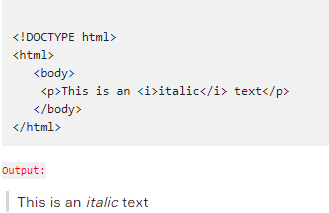 <!DOCTYPE html>
<html>
<body>
<p>This is an <i>italic</i> text</p>
</body>
</html>
Output:
This is an italic text